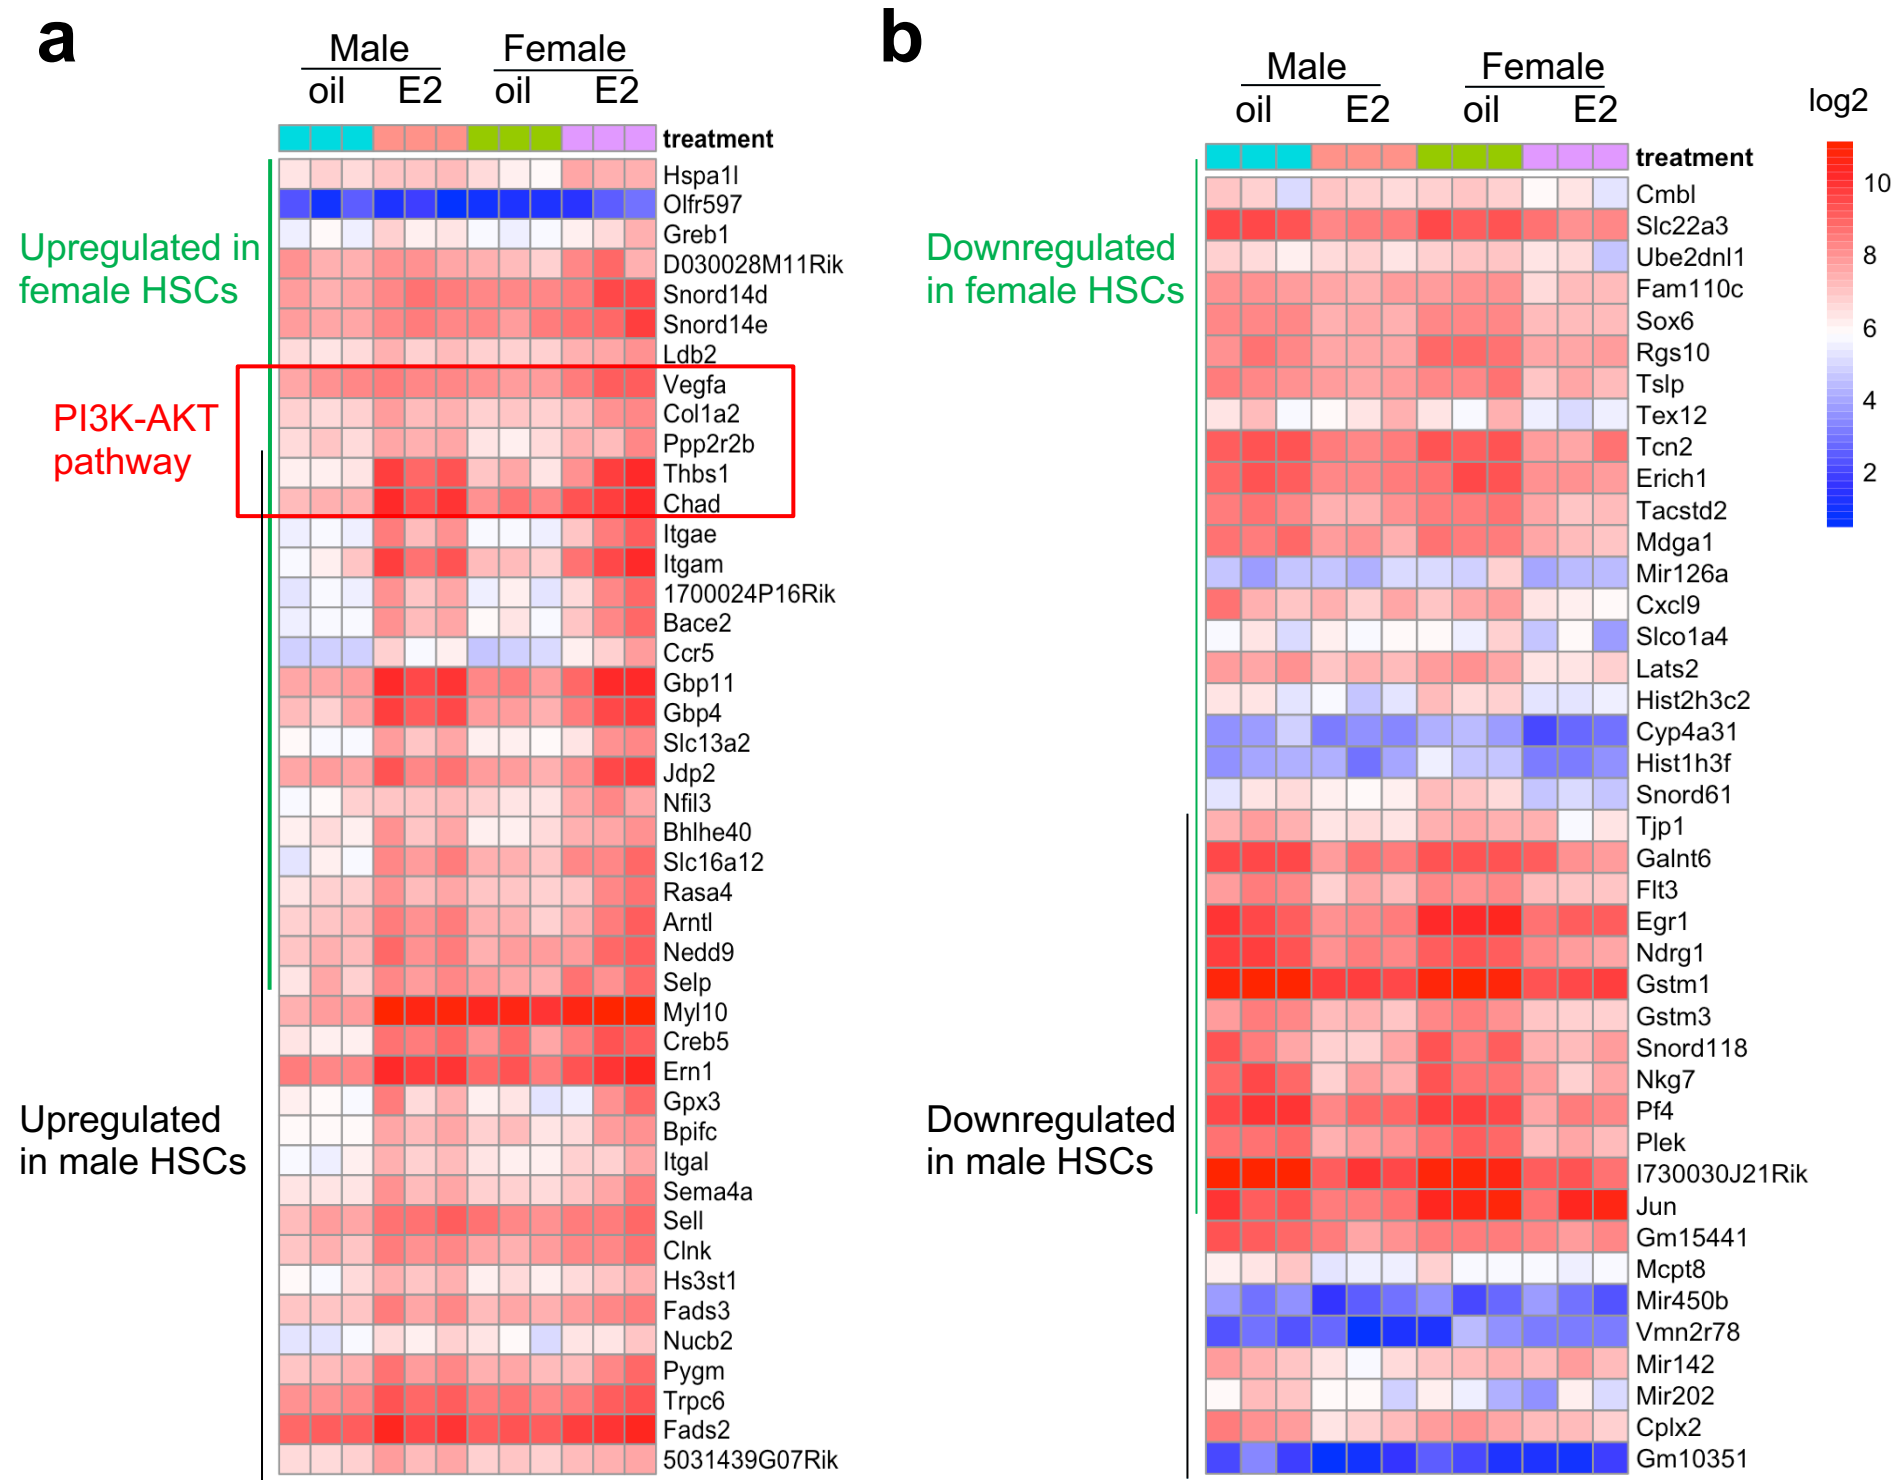 a
Male
Female
oil
E2
oil
E2
treatment
Hspa1l
Olfr597
Greb1
D030028M11Rik
Snord14d
Snord14e
Ldb2
Vegfa
Col1a2
Ppp2r2b
Thbs1
Chad
Itgae
Itgam
1700024P16Rik
Bace2
Ccr5
Gbp11
Gbp4
Slc13a2
Jdp2
Nfil3
Bhlhe40
Slc16a12
Rasa4
Arntl
Nedd9
Selp
Myl10
Creb5
Ern1
Gpx3
Bpifc
Itgal
Sema4a
Sell
Clnk
Hs3st1
Fads3
Nucb2
Pygm
Trpc6
Fads2
5031439G07Rik
Upregulated in
female HSCs
PI3K-AKT
pathway
Upregulated
in male HSCs
b
Male
Female
oil
E2
oil
E2
treatment
Cmbl
Slc22a3
Ube2dnl1
Fam110c
Sox6
Rgs10
Tslp
Tex12
Tcn2
Erich1
Tacstd2
Mdga1
Mir126a
Cxcl9
Slco1a4
Lats2
Hist2h3c2
Cyp4a31
Hist1h3f
Snord61
Tjp1
Galnt6
Flt3
Egr1
Ndrg1
Gstm1
Gstm3
Snord118
Nkg7
Pf4
Plek
I730030J21Rik
Jun
Gm15441
Mcpt8
Mir450b
Vmn2r78
Mir142
Mir202
Cplx2
Gm10351
Downregulated
in female HSCs
Downregulated
in male HSCs
log2
10
8
6
4
2